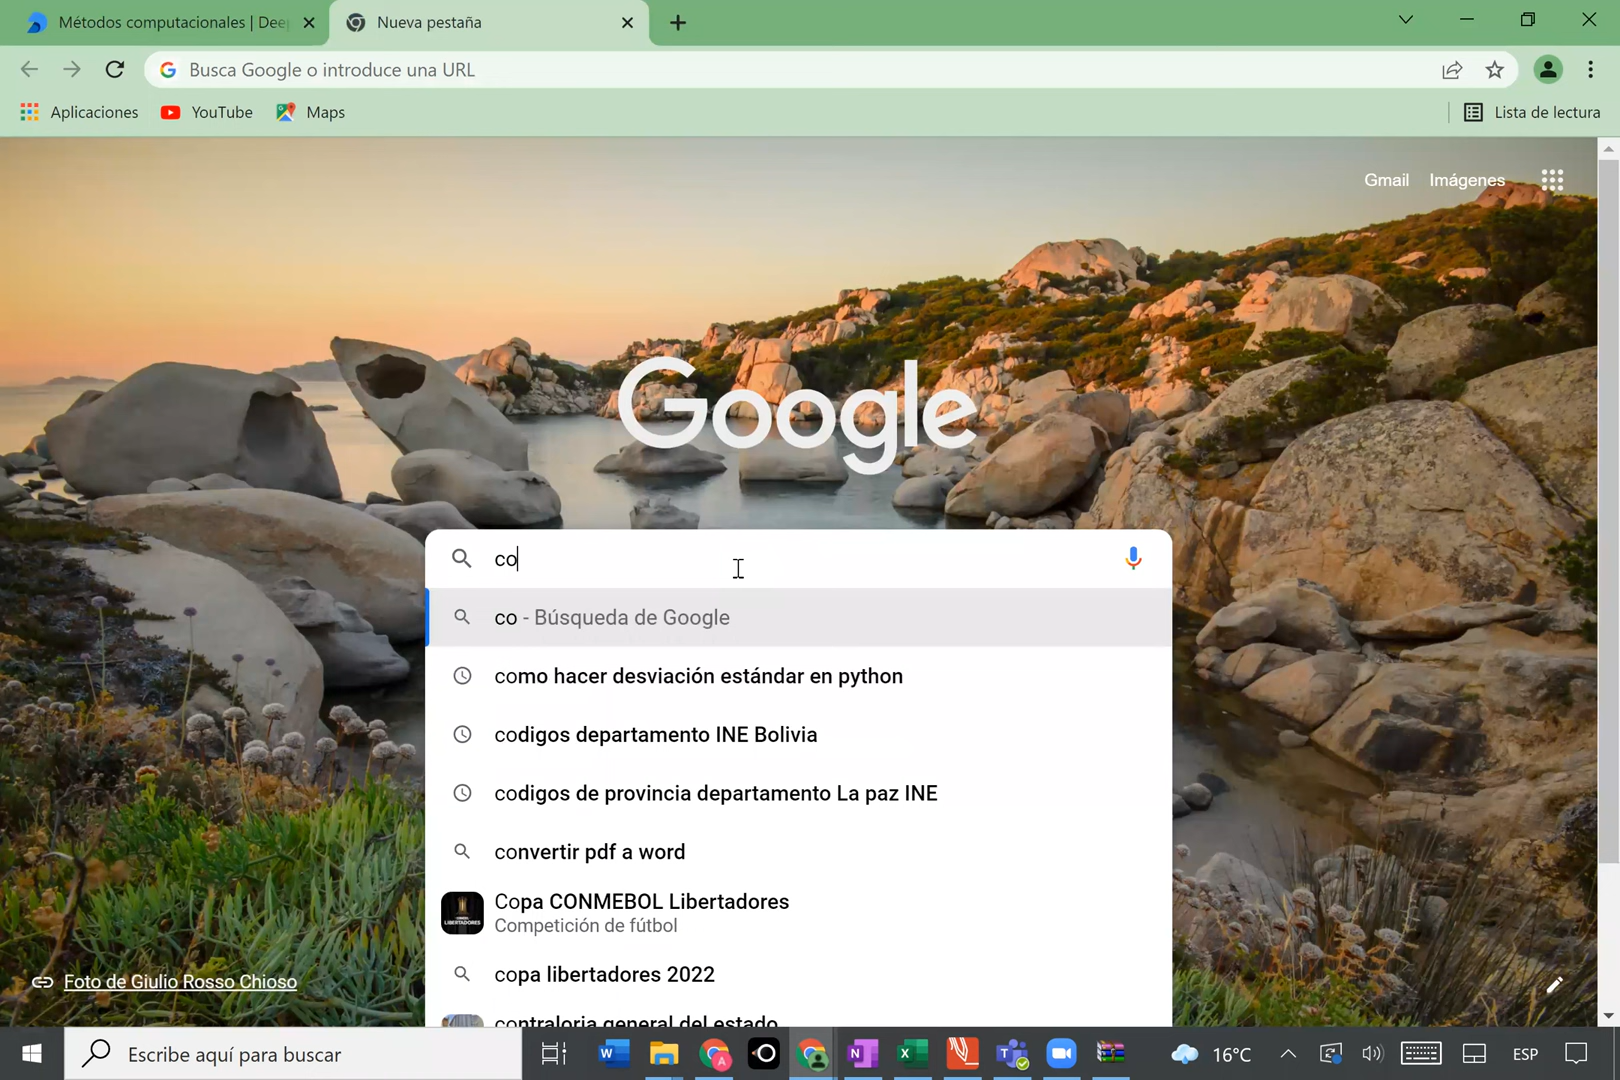 Métodos computacionales | Dee
Nueva pestaña
Busca Google o introduce una URL
Aplicaciones
YouTube
Maps
Lista de lectura
Gmail
Imágenes
Google
co
co - Búsqueda de Google
como hacer desviación estándar en python
codigos departamento INE Bolivia
codigos de provincia departamento La paz INE
convertir pdf a word
Copa CONMEBOL Libertadores
Competición de fútbol
copa libertadores 2022
contraloria general del estado
Foto de Giulio Rosso Chioso
Escribe aquí para buscar
16°C
ESP